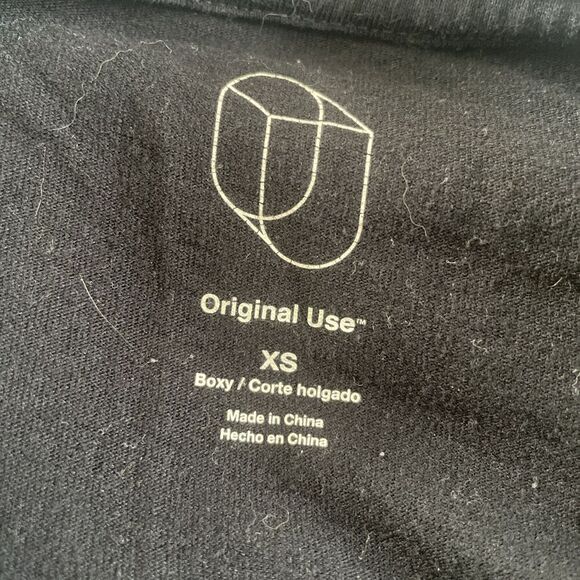 Original Use™
XS
Boxy / Corte holgado
Made in China
Hecho en China